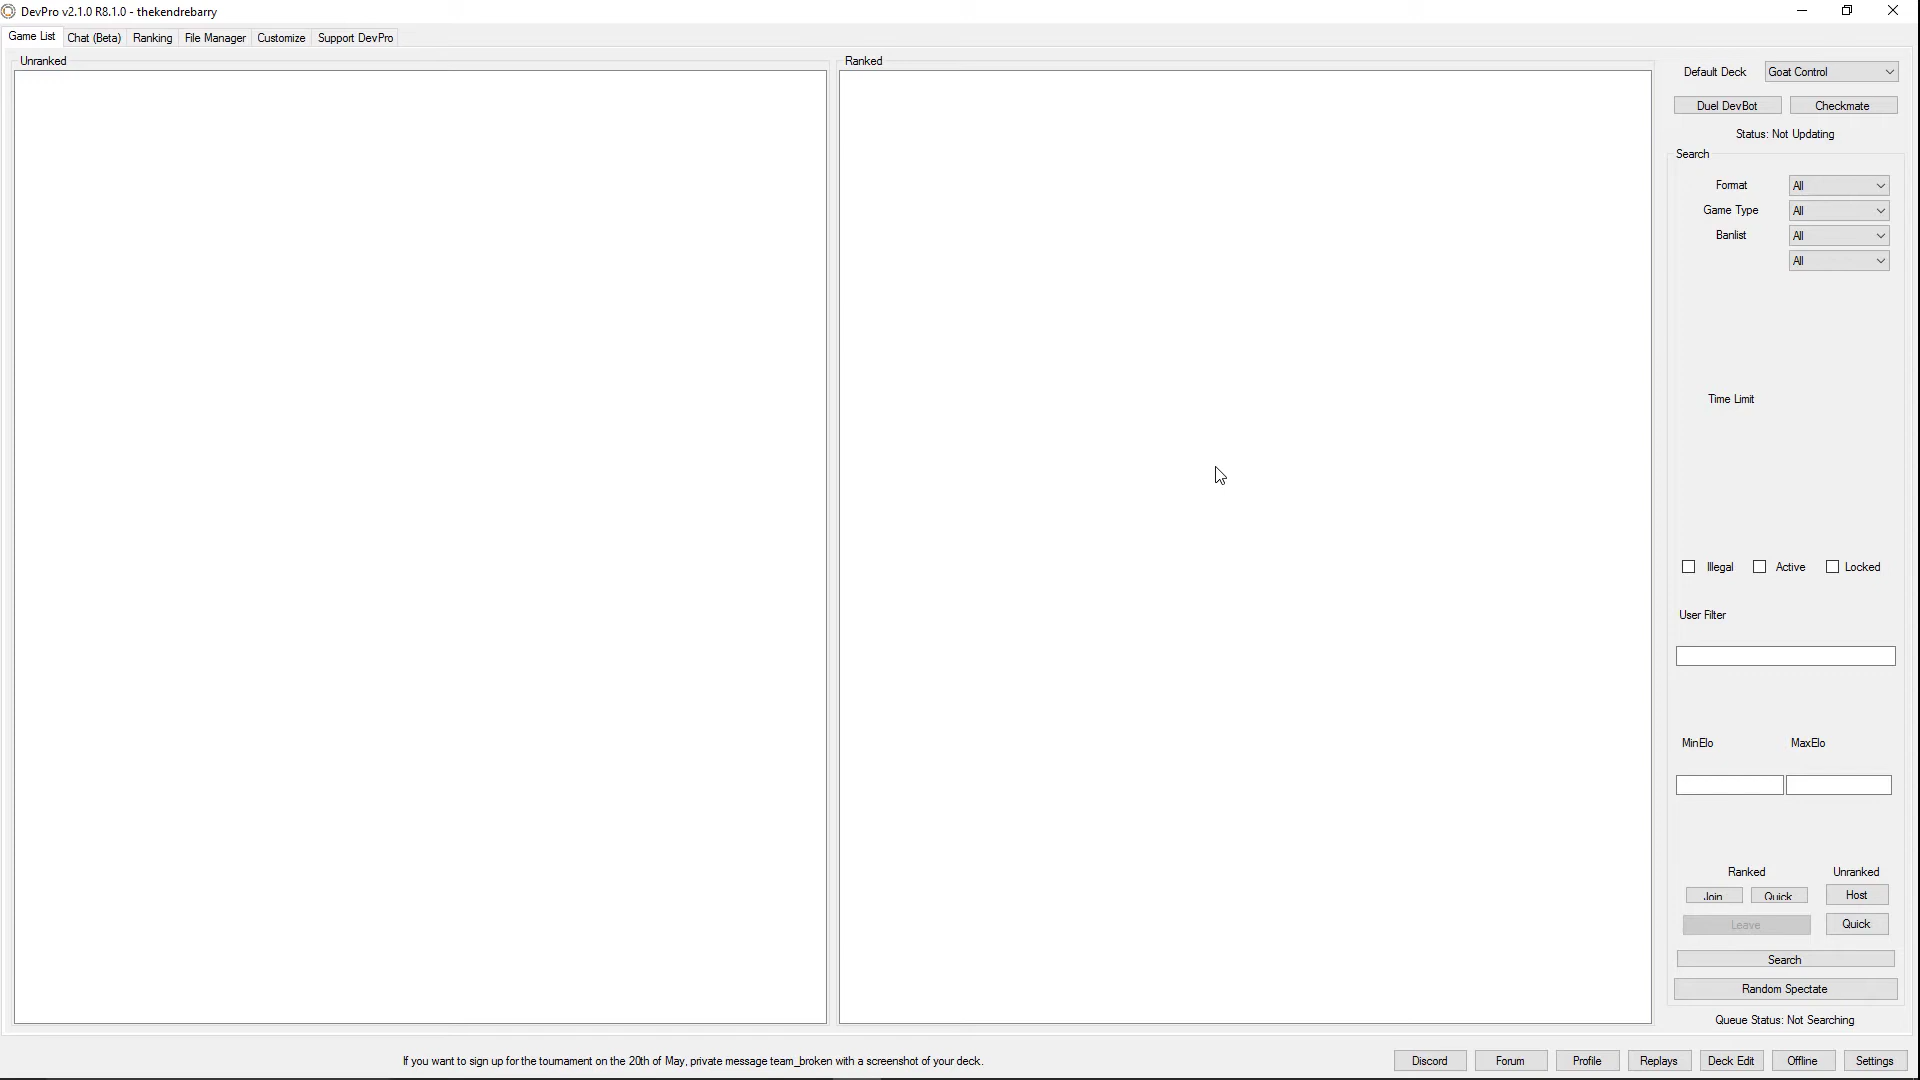 DevPro v2.1.0 R8.1.0 - thekendrebarry
Game List Chat (Beta) Ranking File Manager Customize Support DevPro
Unranked
Ranked
Default Deck Goat Control
Duel DevBot Checkmate
Status: Not Updating
Search
Format All
Game Type All
Banlist All
All
Time Limit
Illegal Active Locked
User Filter
MinElo MaxElo
Ranked Unranked
Join Quick Host
Leave Quick
Search
Random Spectate
Queue Status: Not Searching
If you want to sign up for the tournament on the 20th of May, private message team_broken with a screenshot of your deck.
Discord Forum Profile Replays Deck Edit Offline Settings